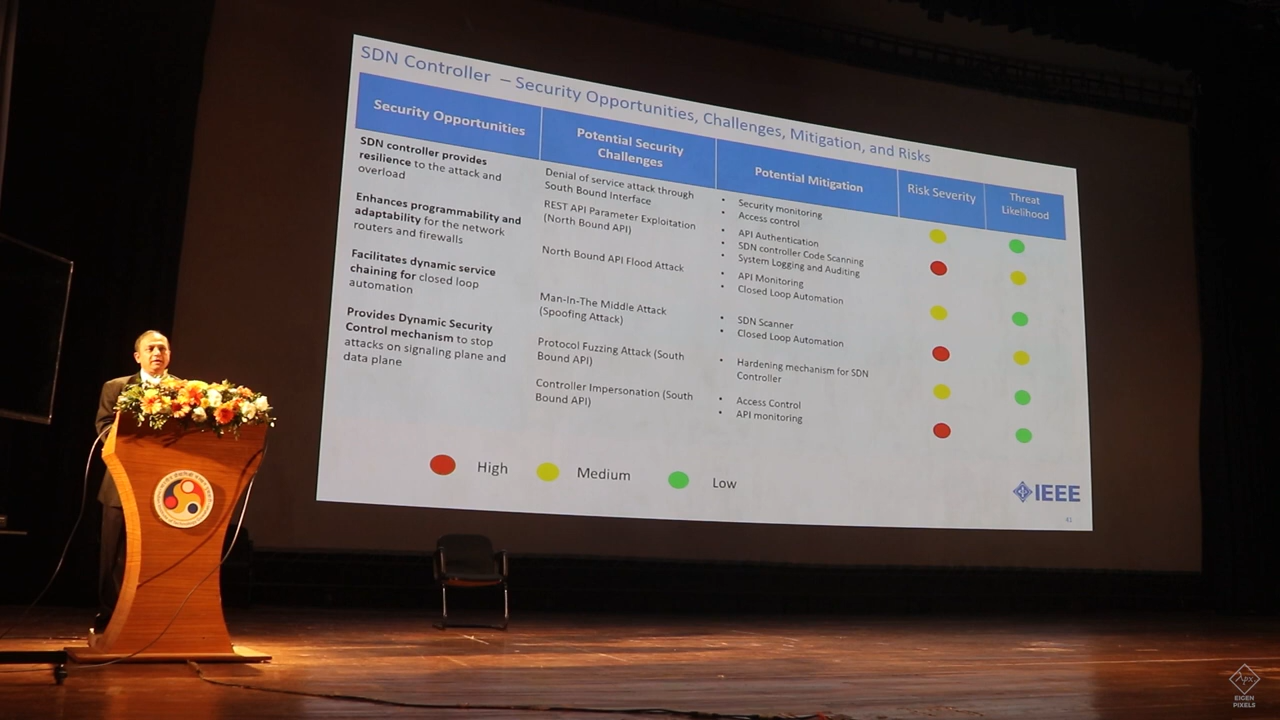 SDN Controller – Security Opportunities, Challenges, Mitigation, and Risks
Security Opportunities
Potential Security
Challenges
Potential Mitigation
Risk Severity
Threat
Likelihood
SDN controller provides
resilience to the attack and
overload
Enhances programmability and
adaptability for the network
routers and firewalls
Facilitates dynamic service
chaining for closed loop
automation
Provides Dynamic Security
Control mechanism to stop
attacks on signaling plane and
data plane
Denial of service attack through
South Bound Interface
REST API Parameter Exploitation
(North Bound API)
North Bound API Flood Attack
Man-In-The Middle Attack
(Spoofing Attack)
Protocol Fuzzing Attack (South
Bound API)
Controller Impersonation (South
Bound API)
• Security monitoring
• Access control
• API Authentication
• SDN controller Code Scanning
• System Logging and Auditing
• API Monitoring
• Closed Loop Automation
• SDN Scanner
• Closed Loop Automation
• Hardening mechanism for SDN
Controller
• Access Control
• API monitoring
High
Medium
Low
IEEE
EIGEN
PIXELS